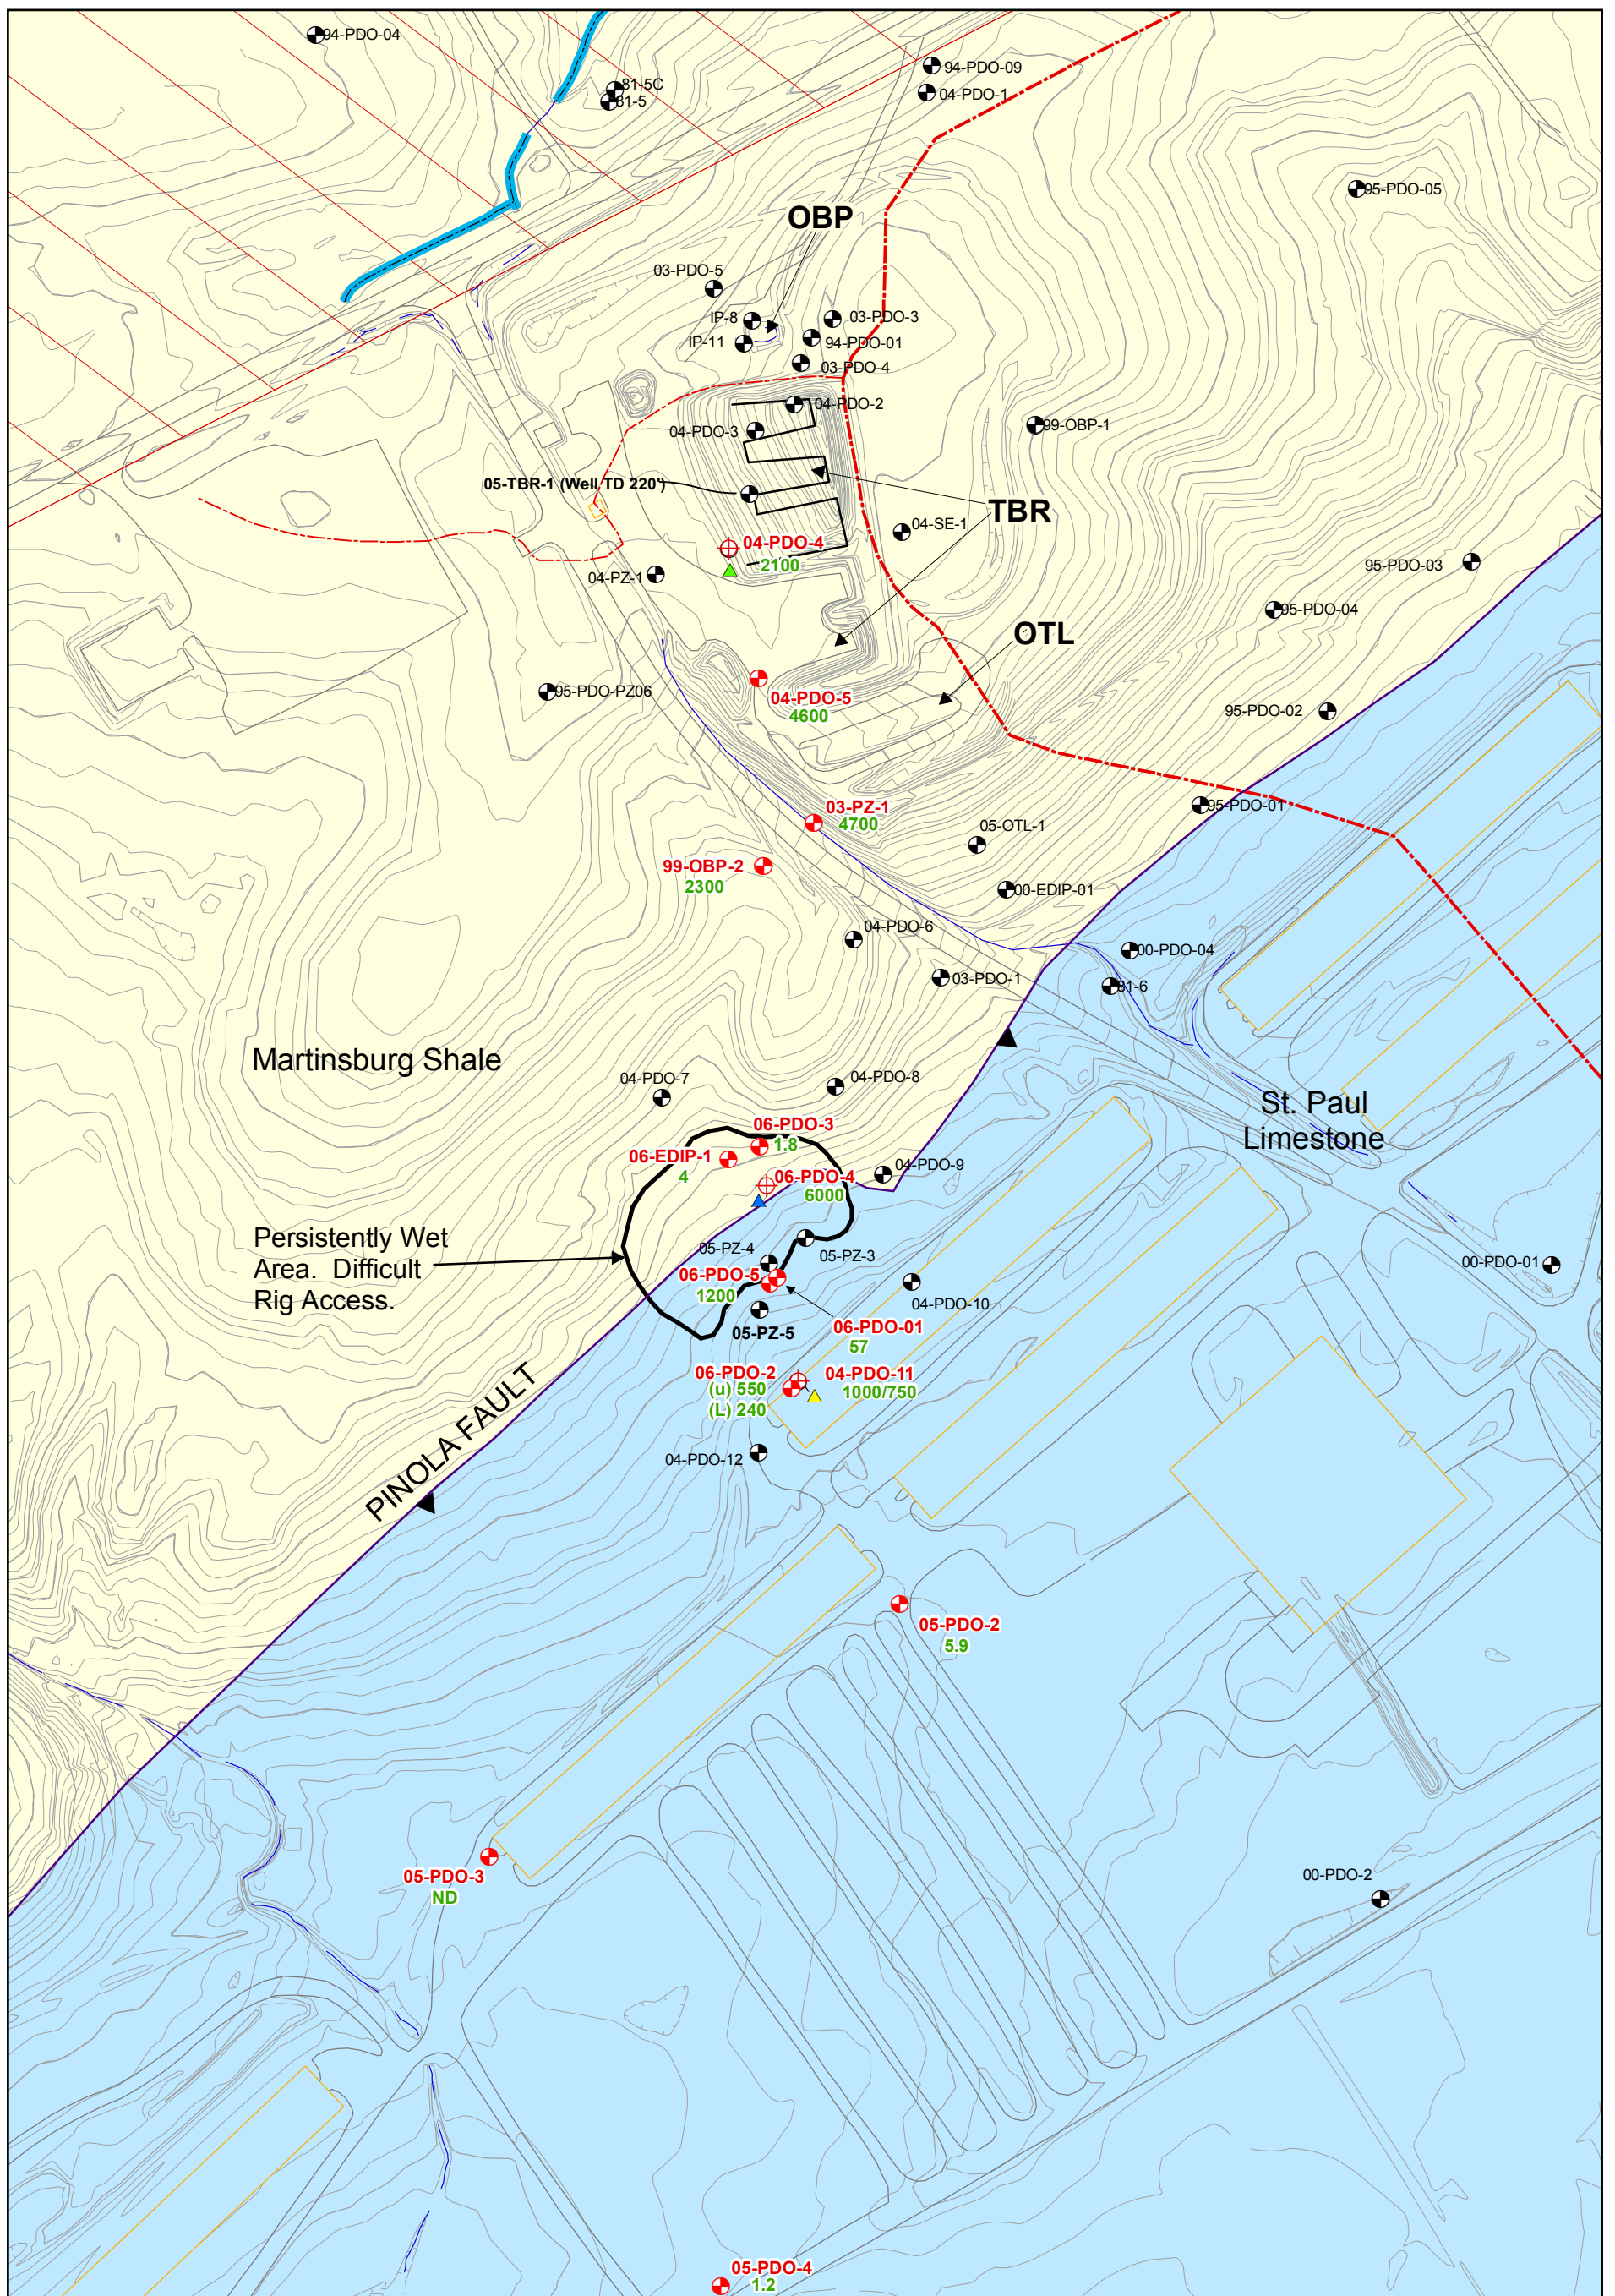 94-PDO-04
94-PDO-09
81-5C
04-PDO-1
81-5
95-PDO-05
OBP
03-PDO-5
IP-8
03-PDO-3
IP-11
94-PDO-01
03-PDO-4
04-PDO-2
04-PDO-3
99-OBP-1
05-TBR-1 (Well TD 220')
TBR
04-SE-1
04-PDO-4
2100
04-PZ-1
95-PDO-03
95-PDO-04
OTL
95-PDO-PZ06
04-PDO-5
4600
95-PDO-02
03-PZ-1
4700
95-PDO-01
05-OTL-1
99-OBP-2
2300
00-EDIP-01
04-PDO-6
00-PDO-04
03-PDO-1
81-6
Martinsburg Shale
04-PDO-7
04-PDO-8
St. Paul
Limestone
06-PDO-3
1.8
06-EDIP-1
4
04-PDO-9
06-PDO-4
6000
Persistently Wet
Area. Difficult
Rig Access.
05-PZ-4
05-PZ-3
00-PDO-01
06-PDO-5
1200
04-PDO-10
05-PZ-5
06-PDO-01
57
06-PDO-2
(u) 550
(L) 240
04-PDO-11
1000/750
PINOLA FAULT
04-PDO-12
05-PDO-2
5.9
05-PDO-3
ND
00-PDO-2
05-PDO-4
1.2